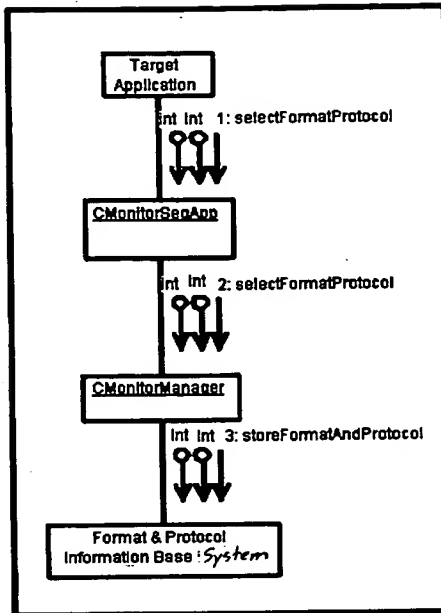 Target
Application
int int 1: selectFormatProtocol
CMonitorSeqApp
int int 2: selectFormatProtocol
CMonitorManager
int int 3: storeFormatAndProtocol
Format & Protocol
Information Base : System